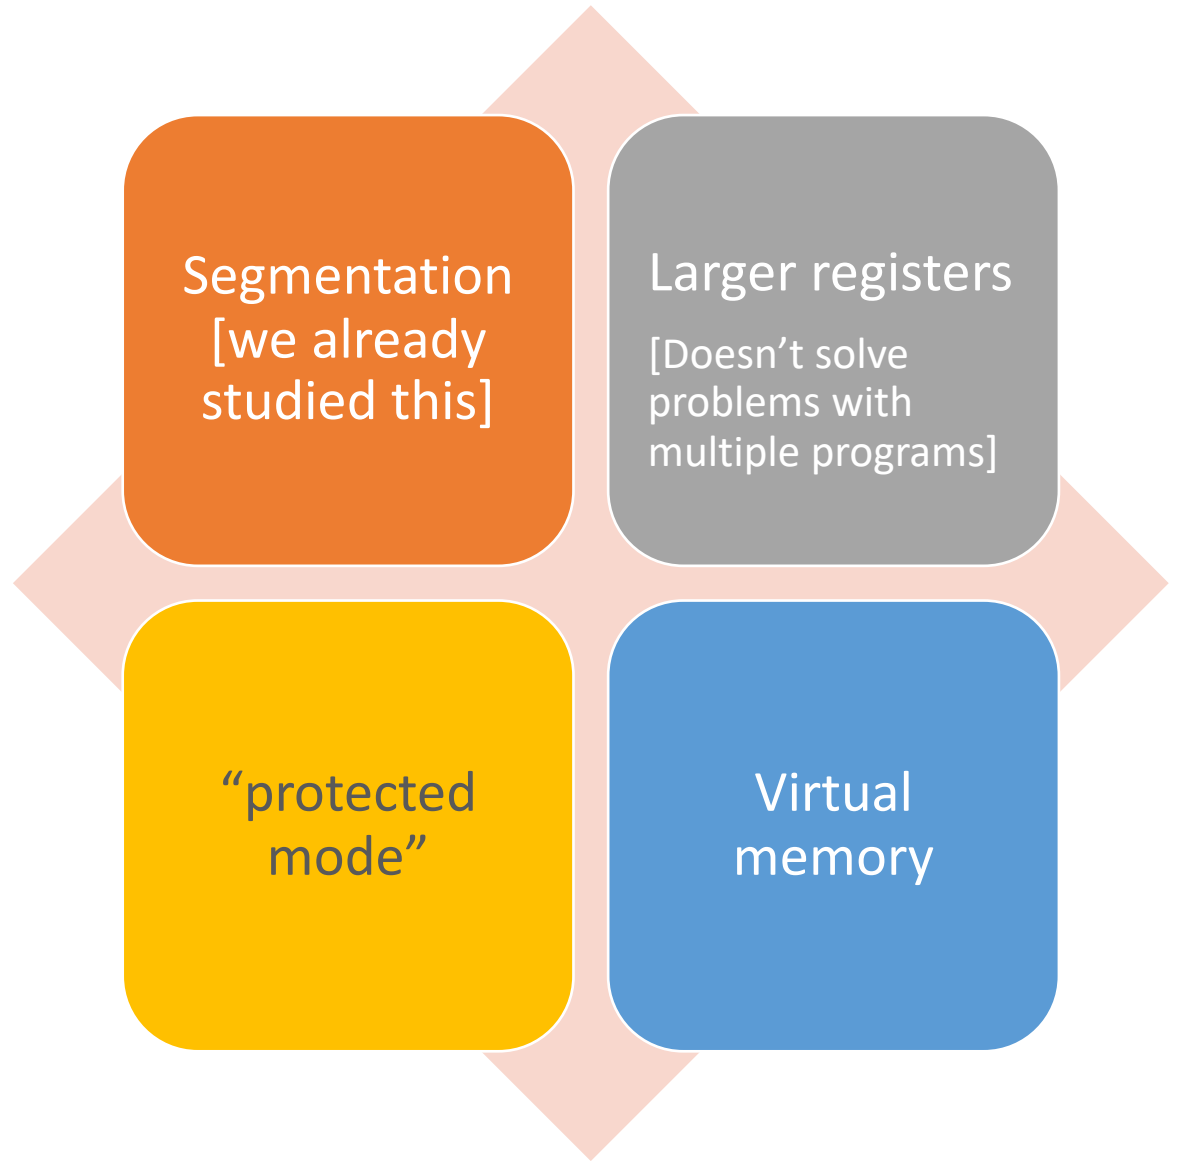 Segmentation
[we already
studied this]
Larger registers
[Doesn’t solve
problems with
multiple programs]
“protected
mode”
Virtual
memory